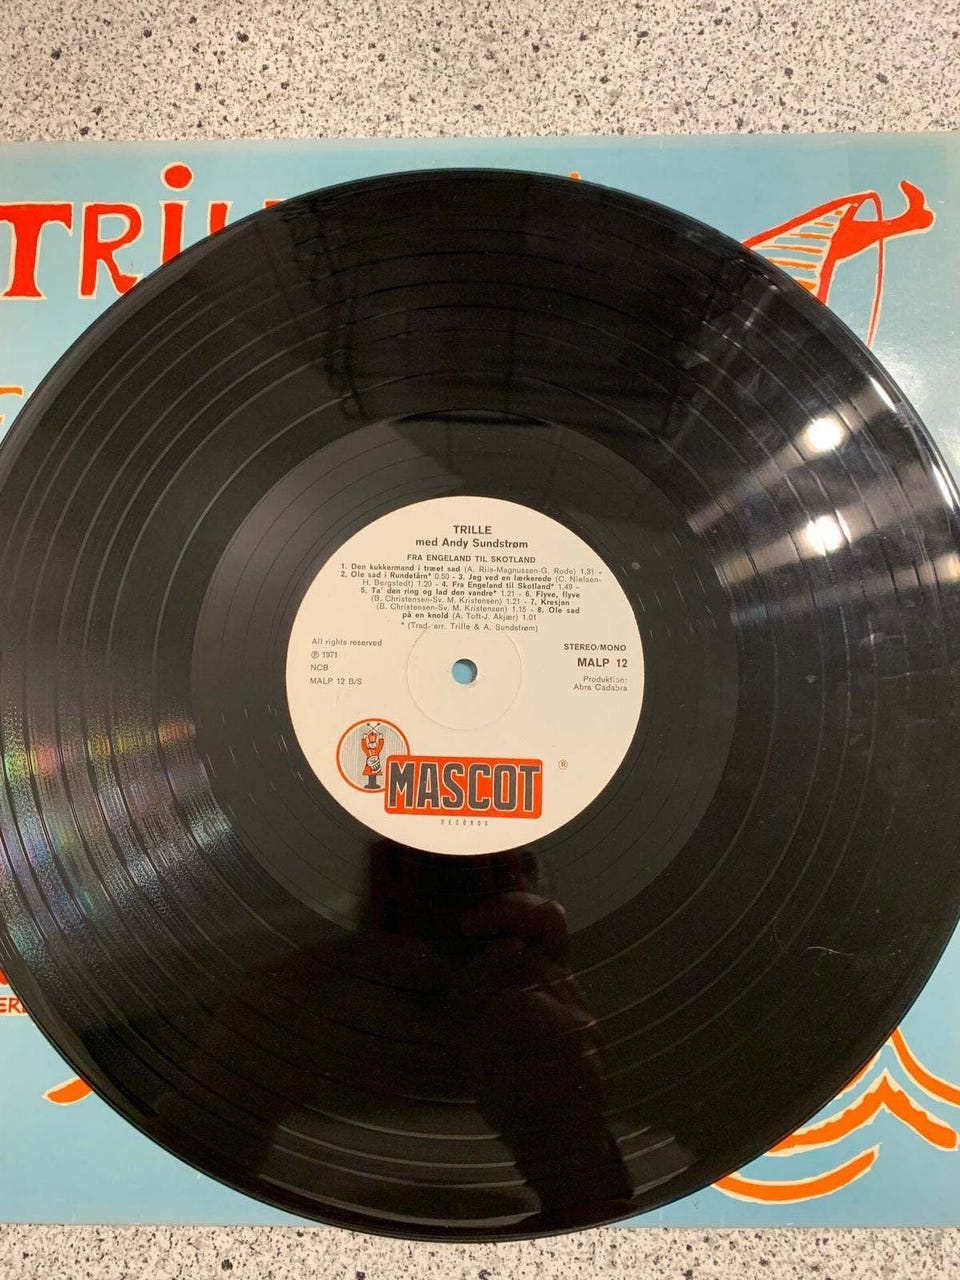 TRILLE
TRILLE
med Andy Sundstrøm
FRA ENGELAND TIL SKOTLAND
1. Den kukkermand i træet sad (A. Riis-Magnussen-G. Rode) 1.31 -
2. Ole sad i Rundetårn* 0.50 - 3. Jeg ved en lærkerede (C. Nielsen-
H. Bergstedt) 1.20 - 4. Fra Engeland til Skotland* 1.49 -
5. Ta' den ring og lad den vandre* 1.21 - 6. Flyve, flyve
(B. Christensen-Sv. M. Kristensen) 1.21 - 7. Kresjan
(B. Christensen-Sv. M. Kristensen) 1.15 - 8. Ole sad
på en knold (A. Toft-J. Akjær) 1.01
* (Trad. arr. Trille & A. Sundstrøm)
All rights reserved
℗ 1971
NCB
MALP 12 B/S
STEREO/MONO
MALP 12
Produktion:
Abra Cadabra
MASCOT ®
RECORDS